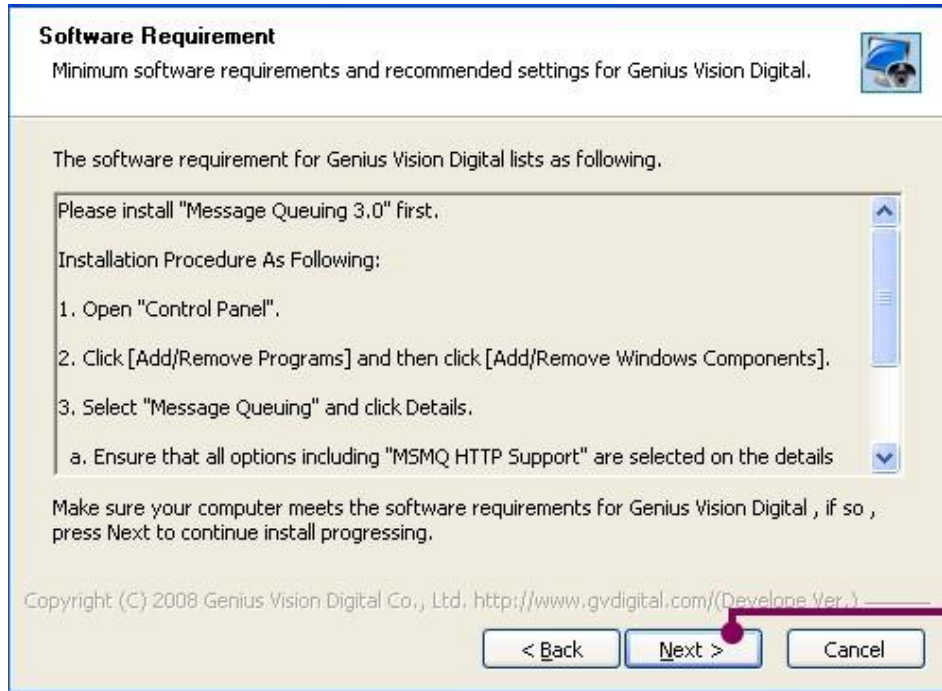 Software Requirement
Minimum software requirements and recommended settings for Genius Vision Digital.
The software requirement for Genius Vision Digital lists as following.
Please install "Message Queuing 3.0" first.
Installation Procedure As Following:
1. Open "Control Panel".
2. Click [Add/Remove Programs] and then click [Add/Remove Windows Components].
3. Select "Message Queuing" and click Details.
a. Ensure that all options including "MSMQ HTTP Support" are selected on the details
Make sure your computer meets the software requirements for Genius Vision Digital , if so ,
press Next to continue install progressing.
Copyright (C) 2008 Genius Vision Digital Co., Ltd. http://www.gvdigital.com/(Develope Ver.)
< Back Next > Cancel